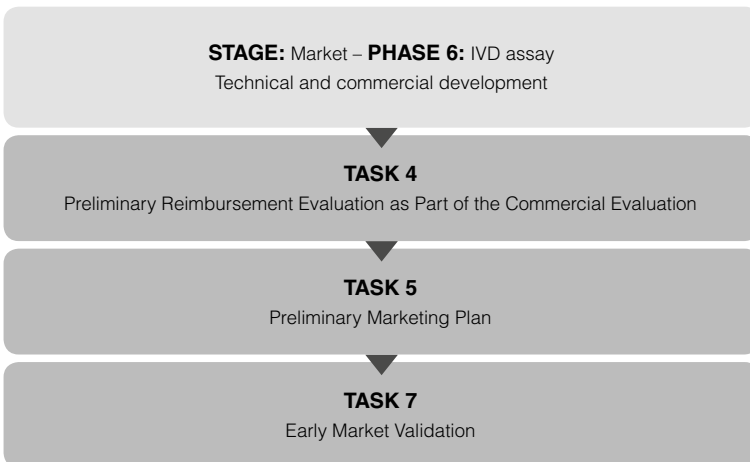 STAGE: Market – PHASE 6: IVD assay
Technical and commercial development
TASK 4
Preliminary Reimbursement Evaluation as Part of the Commercial Evaluation
TASK 5
Preliminary Marketing Plan
TASK 7
Early Market Validation